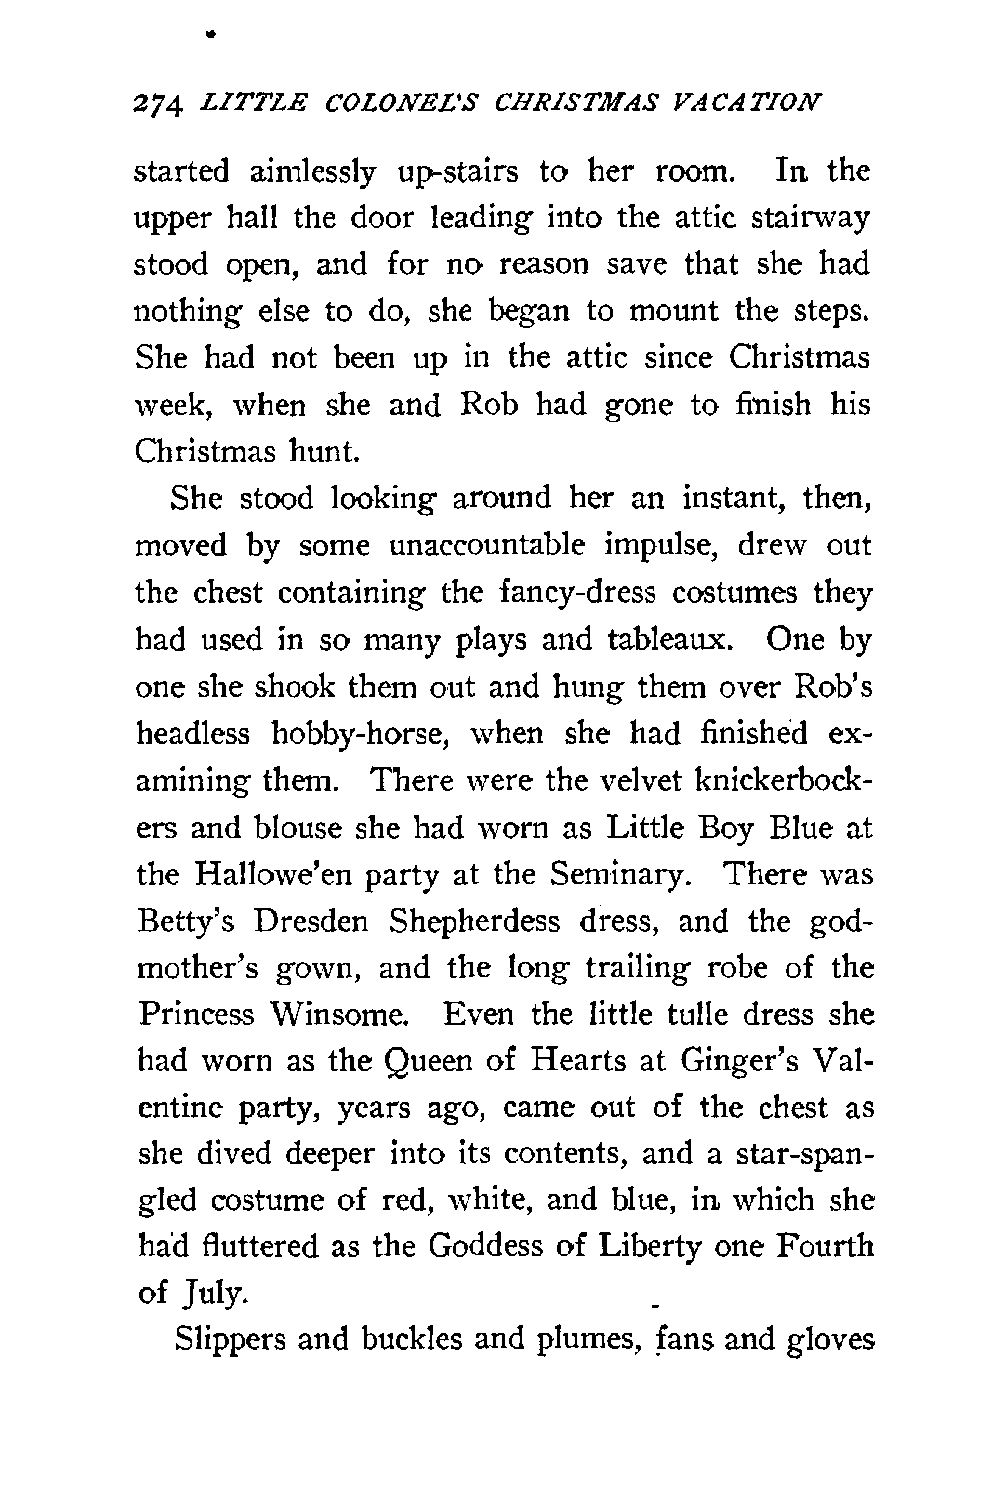 274 LITTLE COLONEL'S CHRISTMAS VACATION
started aimlessly up-stairs to her room. In the
upper hall the door leading into the attic stairway
stood open, and for no reason save that she had
nothing else to do, she began to mount the steps.
She had not been up in the attic since Christmas
week, when she and Rob had gone to finish his
Christmas hunt.
She stood looking around her an instant, then,
moved by some unaccountable impulse, drew out
the chest containing the fancy-dress costumes they
had used in so many plays and tableaux. One by
one she shook them out and hung them over Rob's
headless hobby-horse, when she had finished ex-
amining them. There were the velvet knickerbock-
ers and blouse she had worn as Little Boy Blue at
the Hallowe'en party at the Seminary. There was
Betty's Dresden Shepherdess dress, and the god-
mother's gown, and the long trailing robe of the
Princess Winsome. Even the little tulle dress she
had worn as the Queen of Hearts at Ginger's Val-
entine party, years ago, came out of the chest as
she dived deeper into its contents, and a star-span-
gled costume of red, white, and blue, in which she
had fluttered as the Goddess of Liberty one Fourth
of July.
Slippers and buckles and plumes, fans and gloves